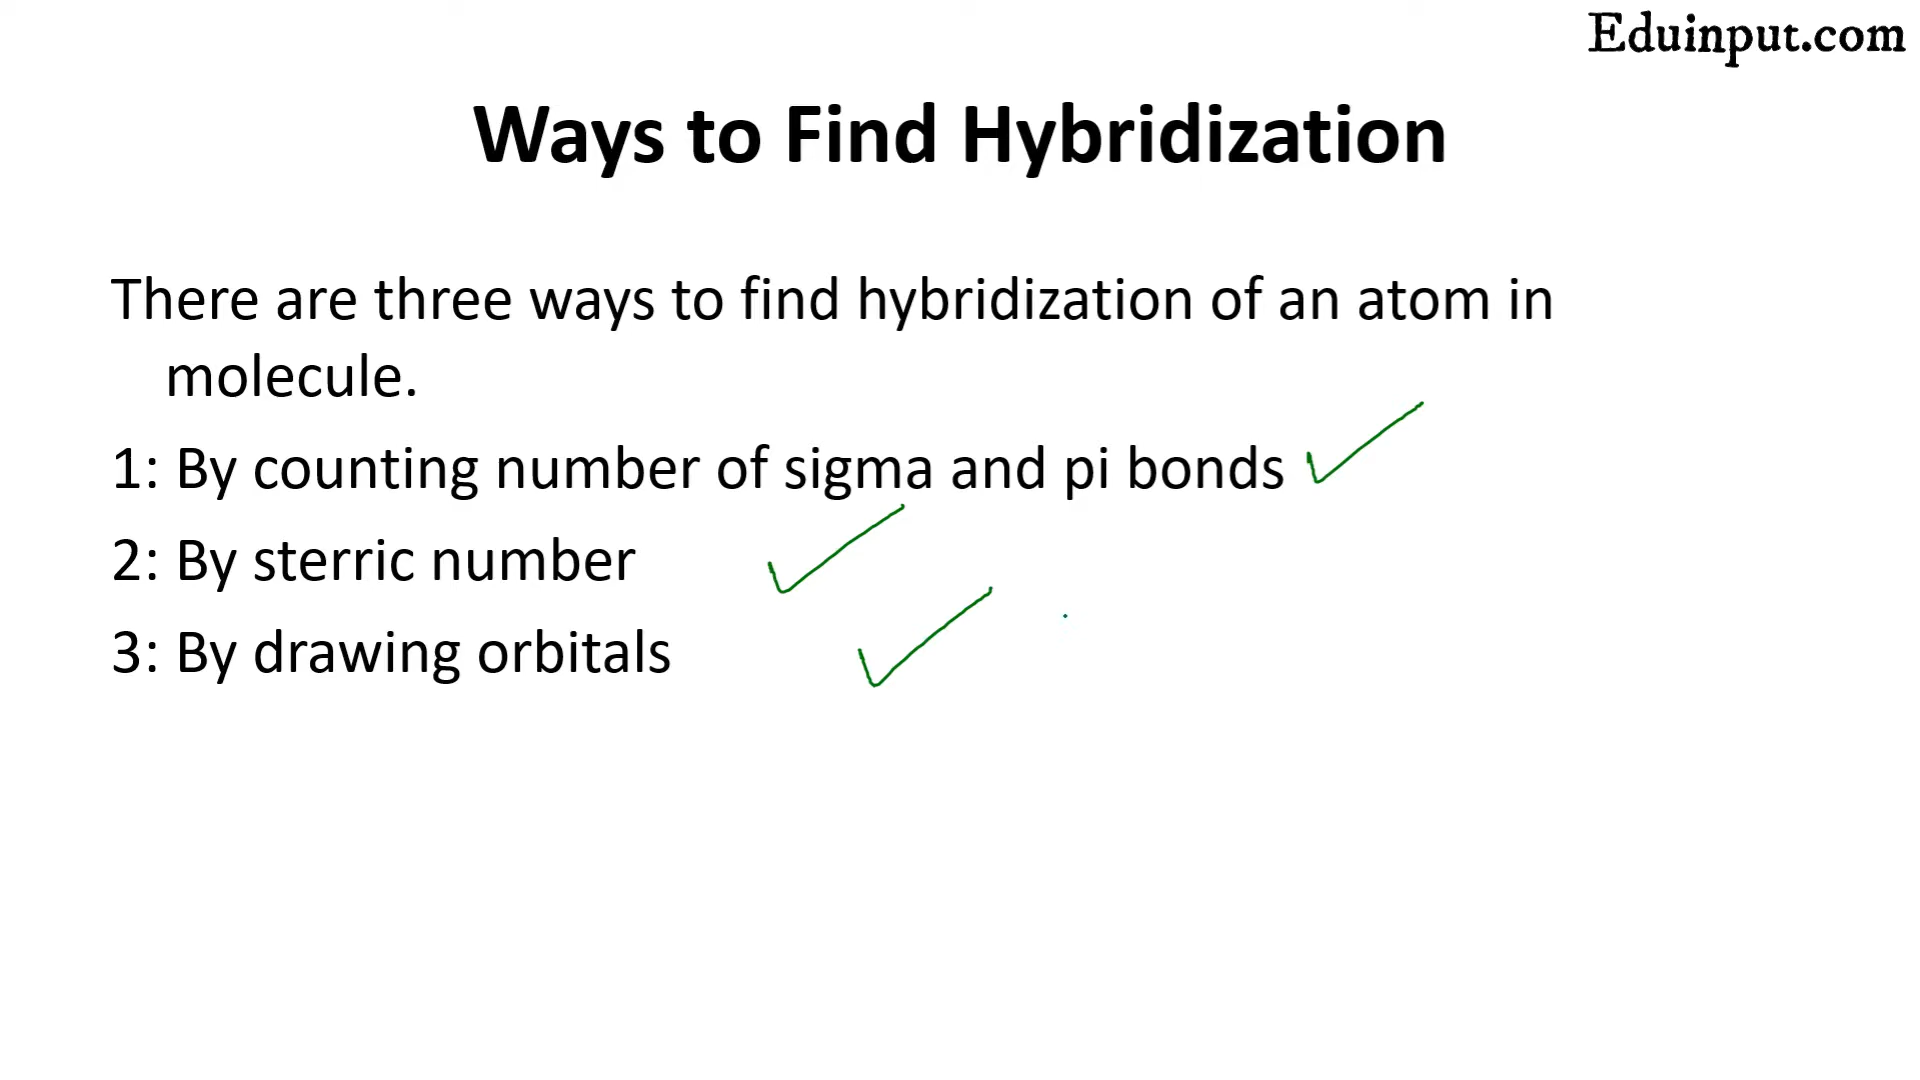 Eduinput.com
Ways to Find Hybridization
There are three ways to find hybridization of an atom in
molecule.
1: By counting number of sigma and pi bonds
2: By sterric number
3: By drawing orbitals